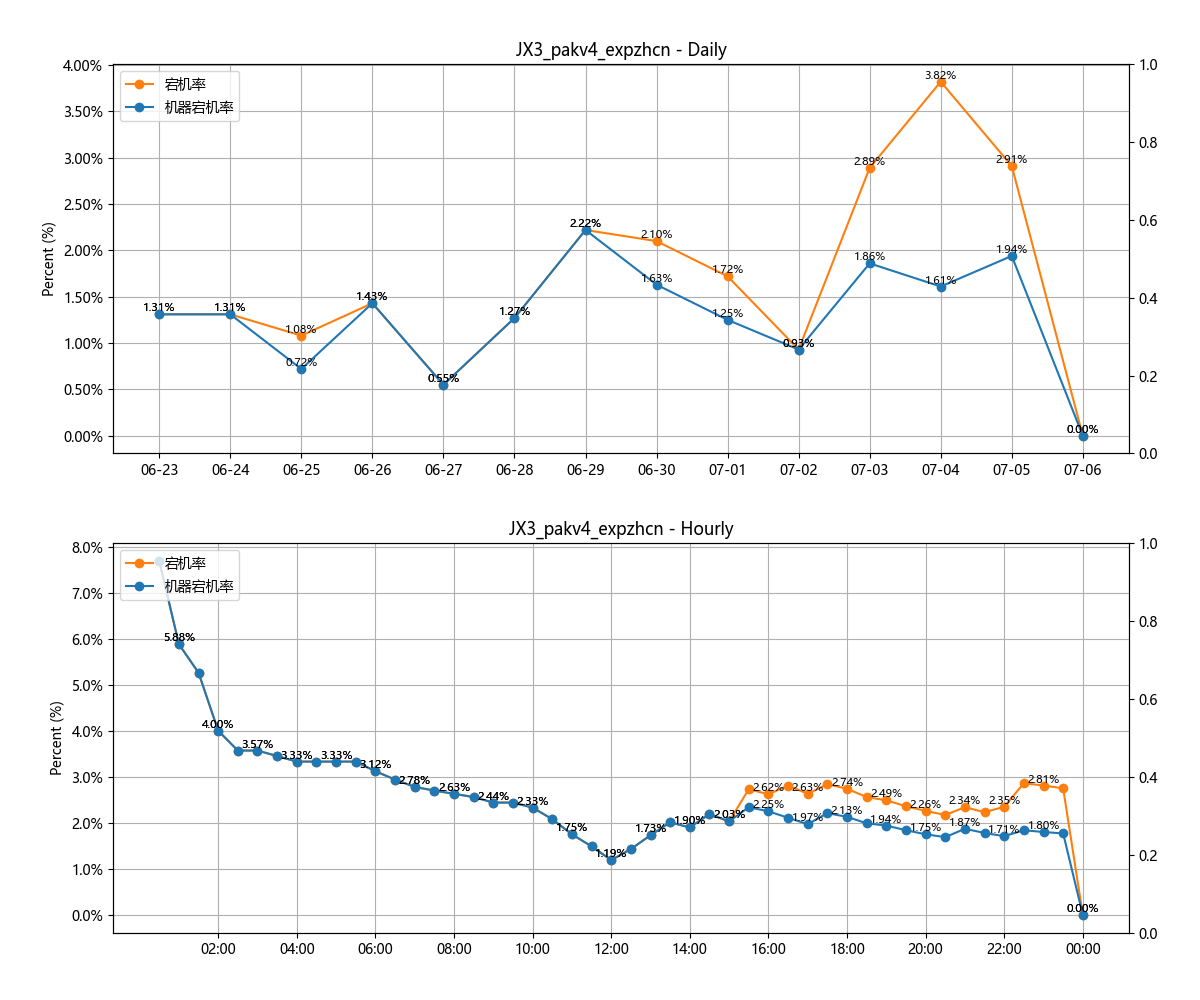 JX3_pakv4_expzhcn - Daily
宕机率
机器宕机率
Percent (%)
4.00%
3.50%
3.00%
2.50%
2.00%
1.50%
1.00%
0.50%
0.00%
1.0
0.8
0.6
0.4
0.2
0.0
1.31% 1.31% 1.08% 1.43% 0.55% 1.27% 2.22% 2.10% 1.72% 0.93% 2.89% 3.82% 2.91% 0.00%
0.72% 1.63% 1.25% 1.86% 1.61% 1.94%
06-23 06-24 06-25 06-26 06-27 06-28 06-29 06-30 07-01 07-02 07-03 07-04 07-05 07-06
JX3_pakv4_expzhcn - Hourly
宕机率
机器宕机率
Percent (%)
8.0%
7.0%
6.0%
5.0%
4.0%
3.0%
2.0%
1.0%
0.0%
1.0
0.8
0.6
0.4
0.2
0.0
5.88% 4.00% 3.57% 3.33% 3.33% 3.12% 2.78% 2.63% 2.44% 2.33% 1.75% 1.19% 1.73% 1.90% 2.03% 2.62% 2.63% 2.74% 2.49% 2.26% 2.34% 2.35% 2.81% 0.00%
2.25% 1.97% 2.13% 1.94% 1.75% 1.87% 1.71% 1.80%
02:00 04:00 06:00 08:00 10:00 12:00 14:00 16:00 18:00 20:00 22:00 00:00